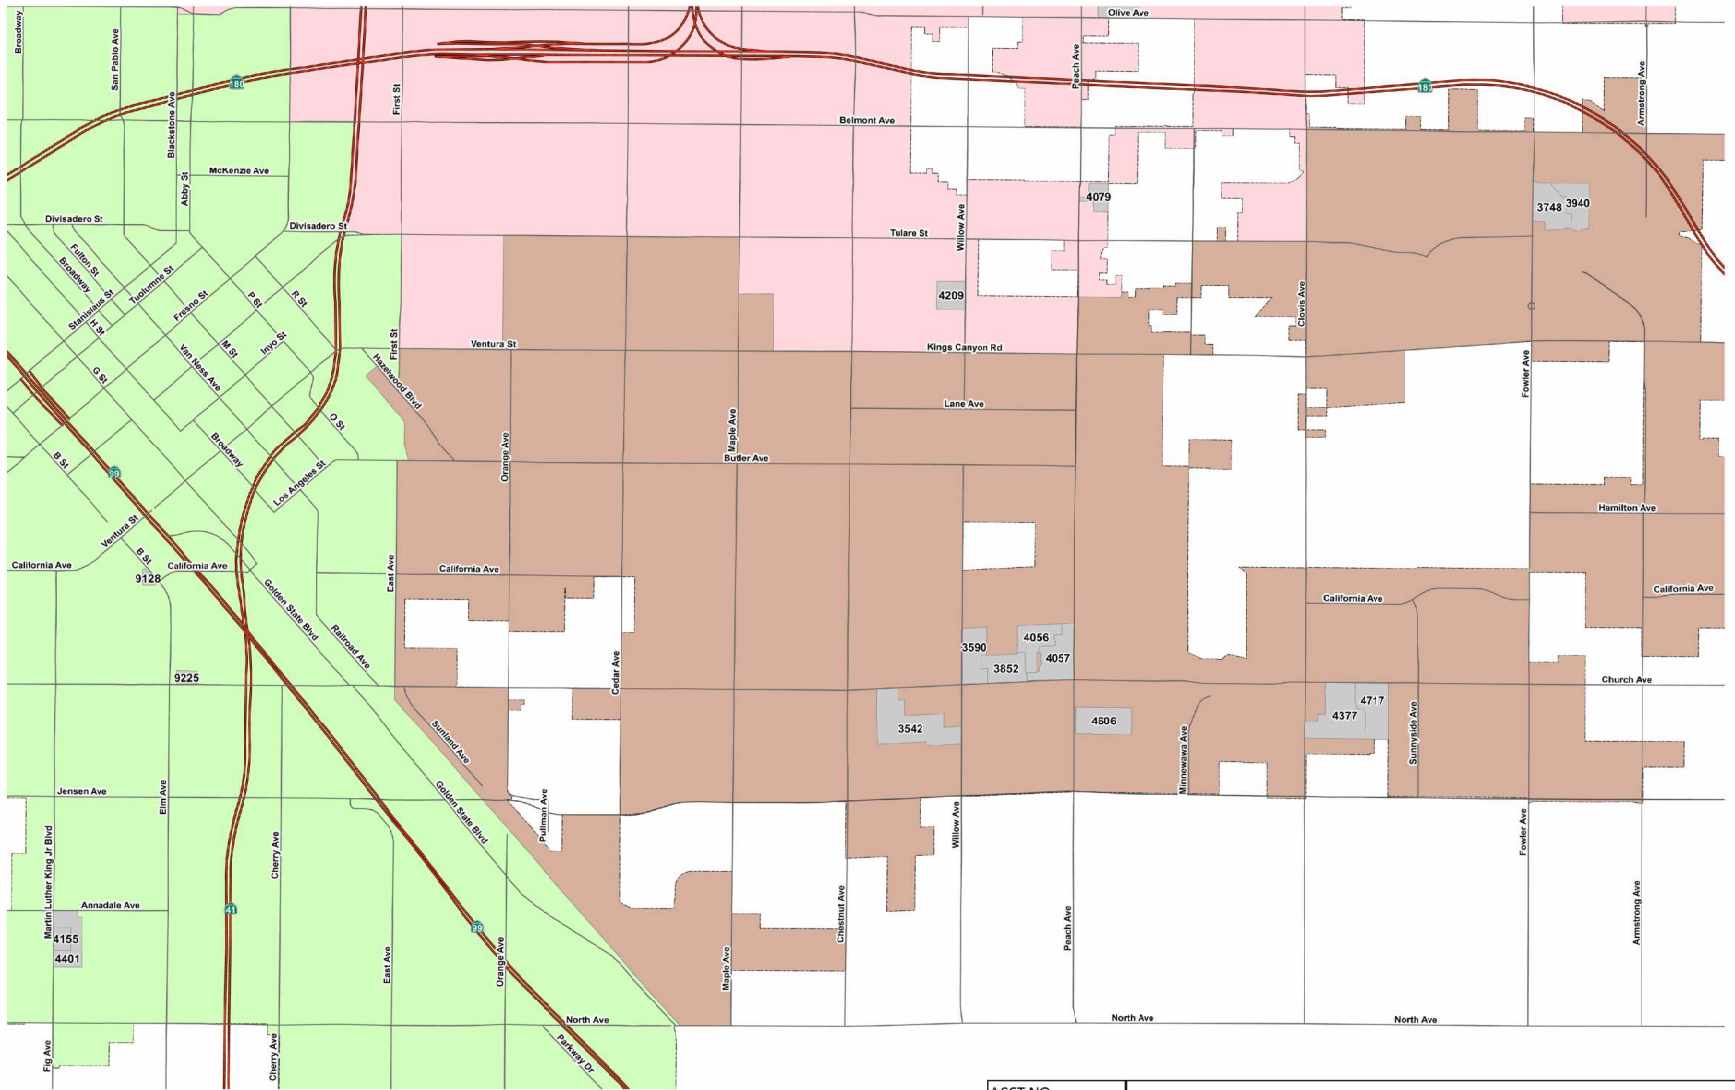 Olive Ave
Broadway
San Pablo Ave
Blackstone Ave
180
First St
Peach Ave
180
Armstrong Ave
Belmont Ave
Abby St
McKenzie Ave
4079
3748
3940
Divisadero St
Divisadero St
Tulare St
Willow Ave
Fulton St
Broadway
Stanislaus St
Tuolumne St
H St
Fresno St
P St
R St
4209
Clovis Ave
G St
Van Ness Ave
M St
Inyo St
First St
Ventura St
Kings Canyon Rd
Hazelwood Blvd
Fowler Ave
Lane Ave
O St
Maple Ave
Orange Ave
Butler Ave
B St
99
Broadway
Los Angeles St
Hamilton Ave
Ventura St
B St
California Ave
California Ave
9128
East Ave
California Ave
California Ave
California Ave
Golden State Blvd
Railroad Ave
3590
4056
4057
3852
Cedar Ave
9225
Church Ave
Sunland Ave
3542
4606
4377
4717
Sunnyside Ave
Minnewawa Ave
Jensen Ave
Elm Ave
Golden State Blvd
Pullman Ave
Willow Ave
Fowler Ave
Martin Luther King Jr Blvd
Cherry Ave
Annadale Ave
41
99
4155
4401
East Ave
Orange Ave
Maple Ave
Chestnut Ave
Peach Ave
Armstrong Ave
North Ave
North Ave
North Ave
Fig Ave
Cherry Ave
Parkway Dr
ACCT NO